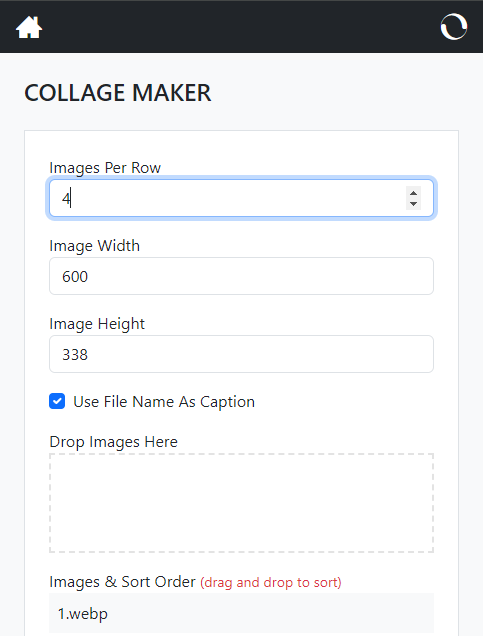 COLLAGE MAKER
Images Per Row
4
Image Width
600
Image Height
338
Use File Name As Caption
Drop Images Here
Images & Sort Order (drag and drop to sort)
1.webp